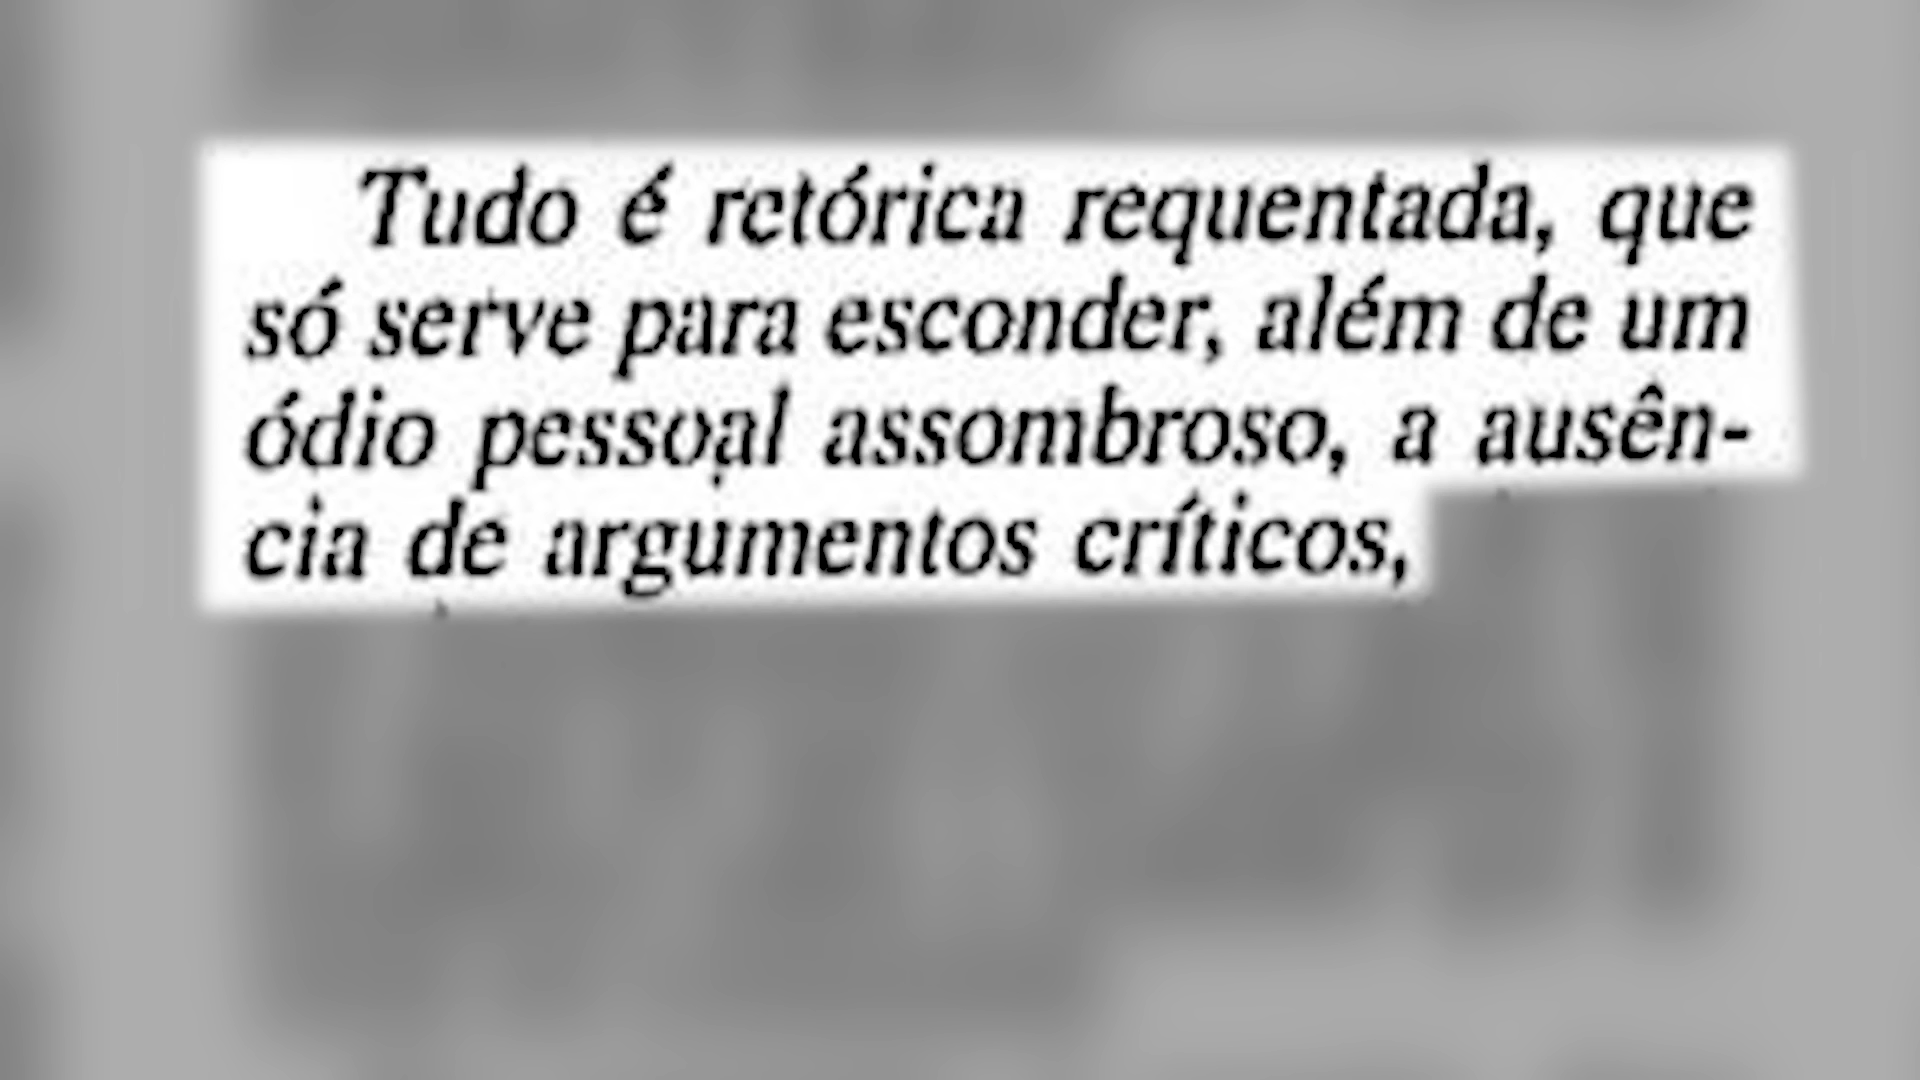 Tudo é retórica requentada, que
só serve para esconder, além de um
ódio pessoal assombroso, a ausên-
cia de argumentos críticos,